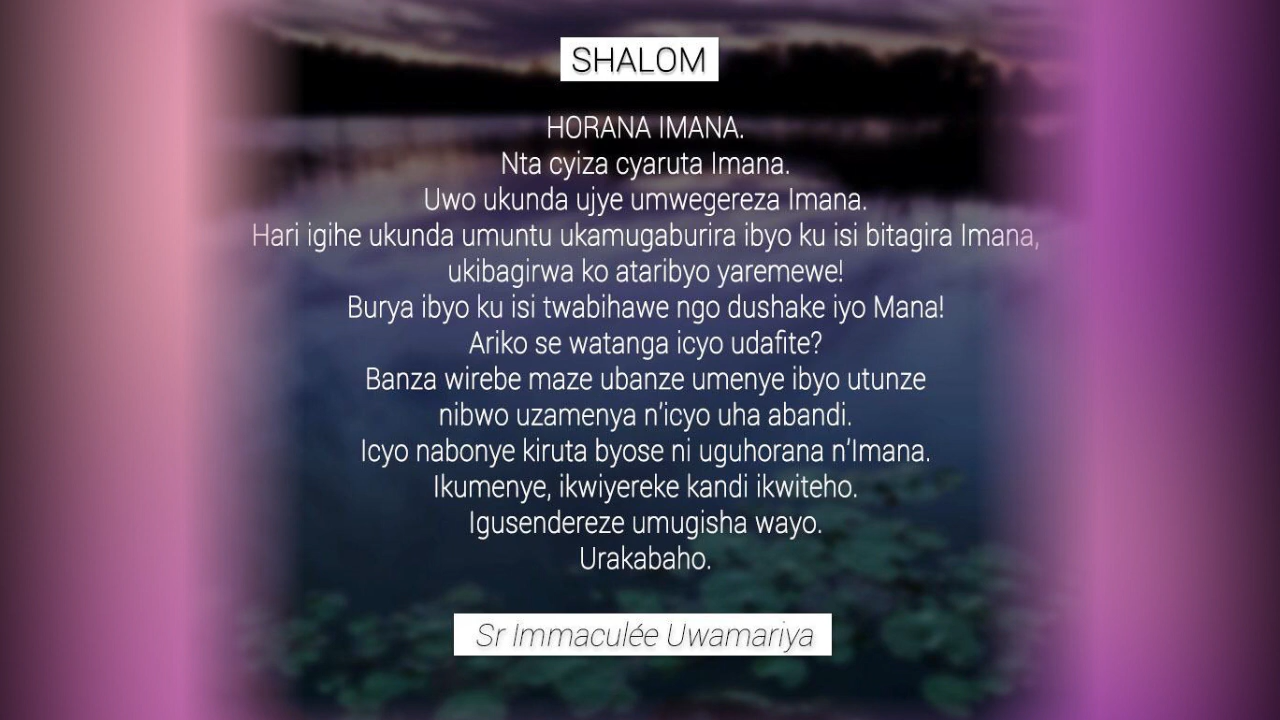 SHALOM
HORANA IMANA.
Nta cyiza cyaruta Imana.
Uwo ukunda ujye umwegereza Imana.
Hari igihe ukunda umuntu ukamugaburira ibyo ku isi bitagira Imana,
ukibagirwa ko ataribyo yaremewe!
Burya ibyo ku isi twabihawe ngo dushake iyo Mana!
Ariko se watanga icyo udafite?
Banza wirebe maze ubanze umenye ibyo utunze
nibwo uzamenya n’icyo uha abandi.
Icyo nabonye kiruta byose ni uguhorana n’Imana.
Ikumenye, ikwiyereke kandi ikwiteho.
Igusendereze umugisha wayo.
Urakabaho.
Sr Immaculée Uwamariya